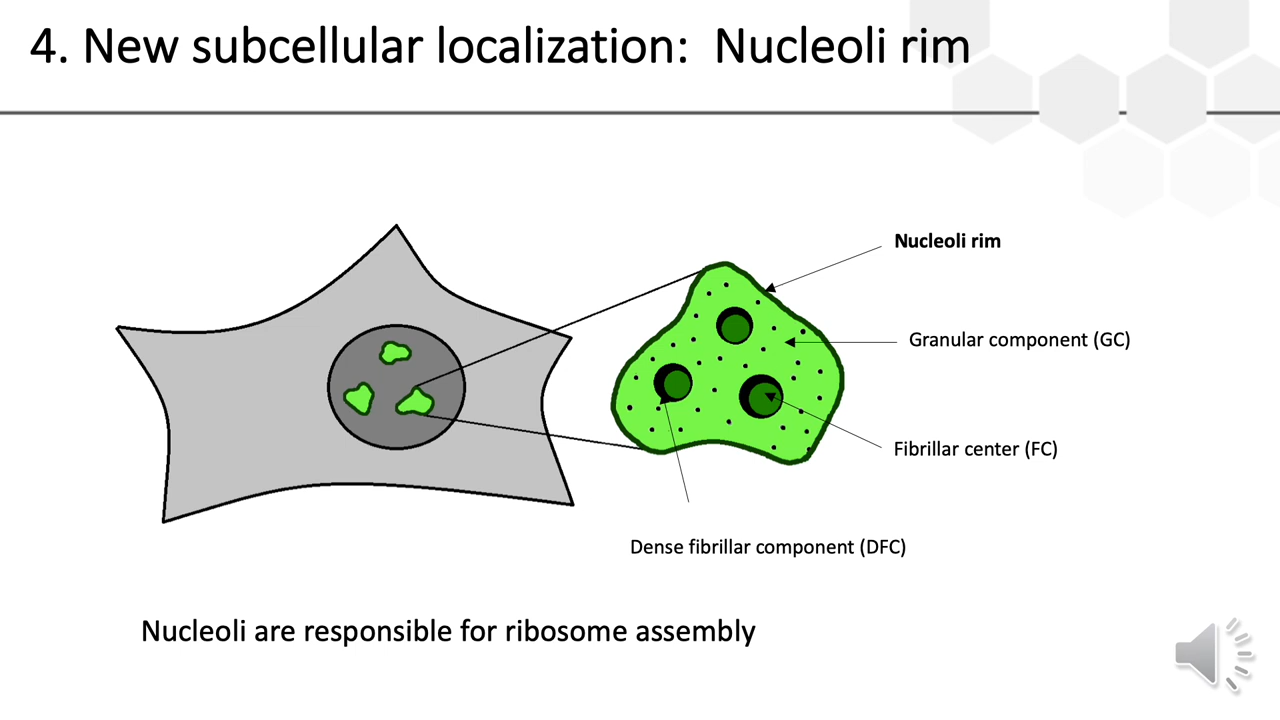 4. New subcellular localization:  Nucleoli rim
Nucleoli rim
Granular component (GC)
Fibrillar center (FC)
Dense fibrillar component (DFC)
Nucleoli are responsible for ribosome assembly